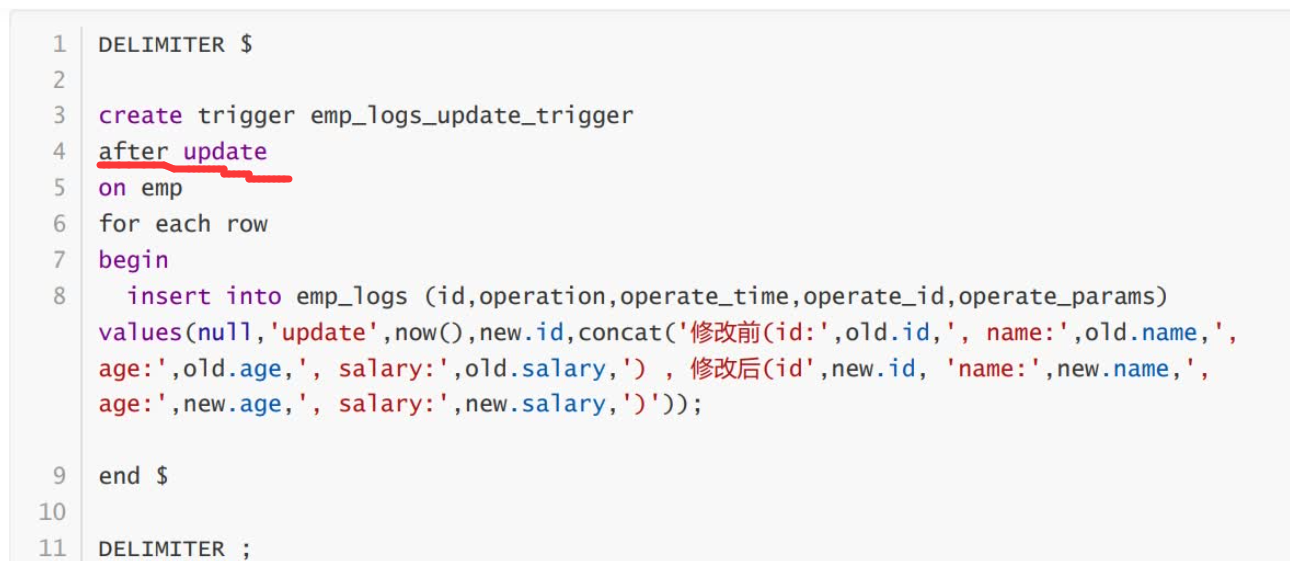 1 DELIMITER $
2
3 create trigger emp_logs_update_trigger
4 after update
5 on emp
6 for each row
7 begin
8 insert into emp_logs (id,operation,operate_time,operate_id,operate_params)
values(null,'update',now(),new.id,concat('修改前(id:',old.id,', name:',old.name,',
age:',old.age,', salary:',old.salary,') , 修改后(id',new.id, 'name:',new.name,',
age:',new.age,', salary:',new.salary,')'));
9 end $
10
11 DELIMITER ;